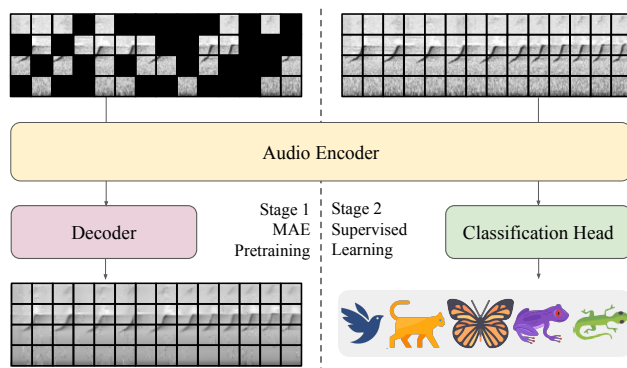 Audio Encoder
Decoder
Stage 1
MAE
Pretraining
Stage 2
Supervised
Learning
Classification Head